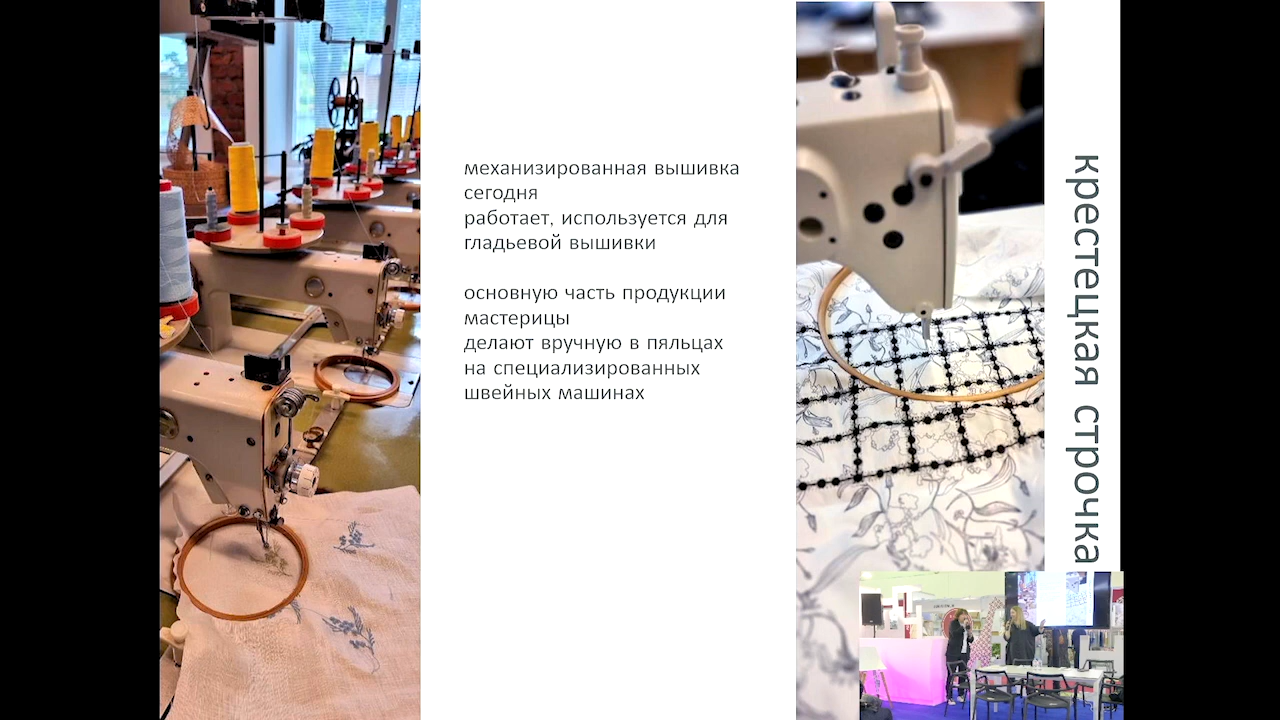 механизированная вышивка
сегодня
работает, используется для
гладьевой вышивки
основную часть продукции
мастерицы
делают вручную в пяльцах
на специализированных
швейных машинах
крестецкая строчка